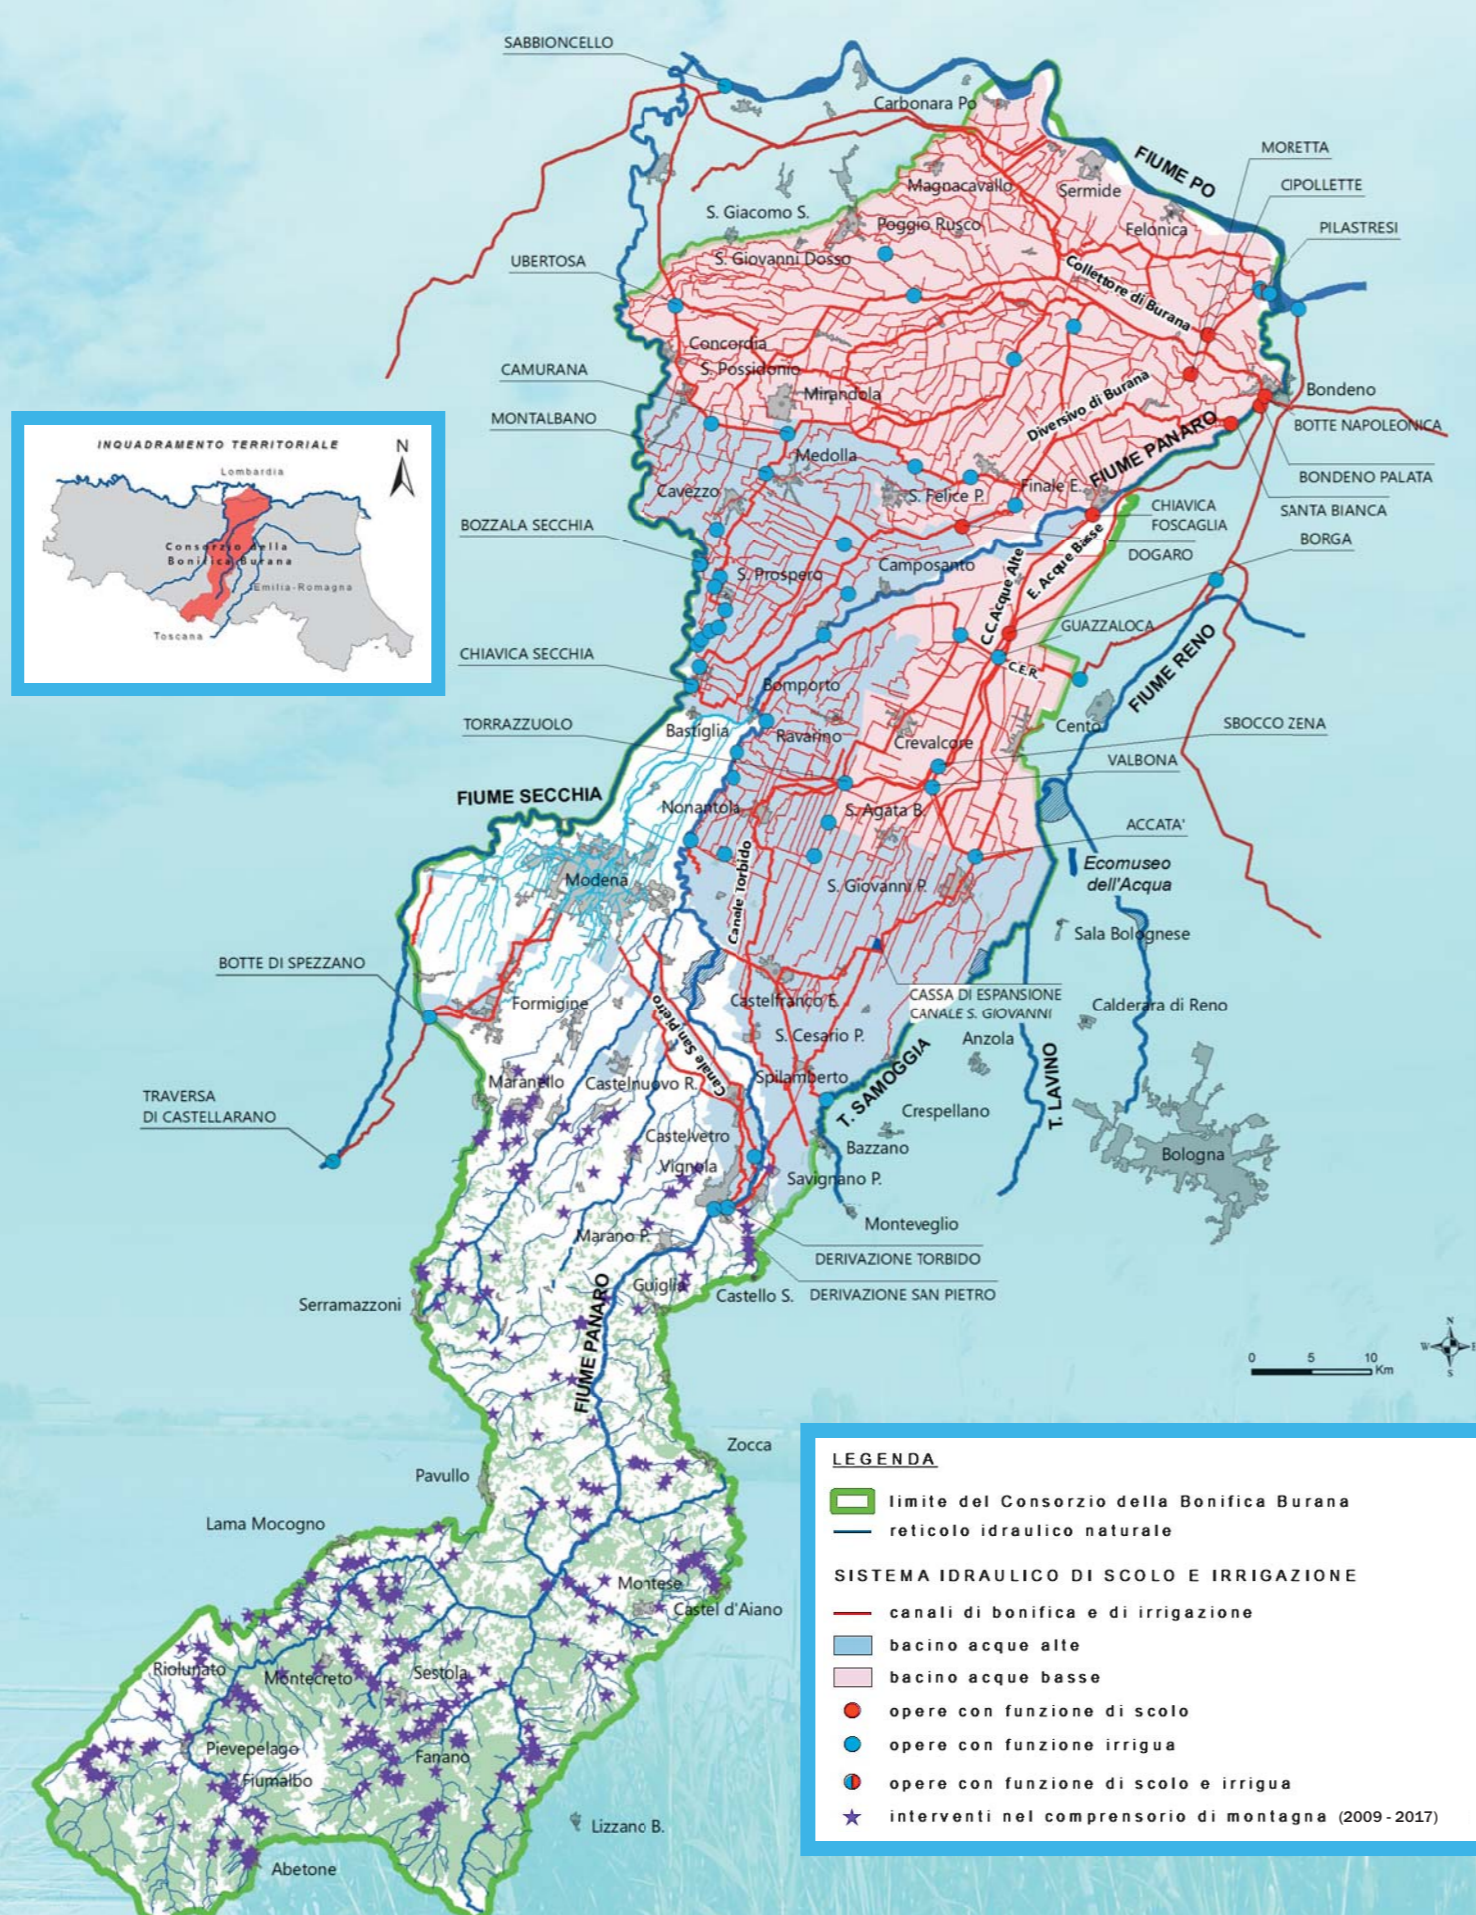 SABBIONCELLO
Carbonara Po
FIUME PO
MORETTA
CIPOLLETTE
PILASTRESI
Magnacavallo
Sermide
Felonica
S. Giacomo S.
Poggio Rusco
S. Giovanni Dosso
UBERTOSA
Collettore di Burana
Concordia
S. Possidonio
CAMURANA
Mirandola
Bondeno
MONTALBANO
Diversivo di Burana
BOTTE NAPOLEONICA
FIUME PANARO
Medolla
BONDENO PALATA
Cavezzo
S. Felice P.
Finale E.
CHIAVICA
FOSCAGLIA
SANTA BIANCA
BOZZALA SECCHIA
BORGA
DOGARO
E. Acque Basse
C.C.Acque Alte
S. Prospero
Camposanto
GUAZZALOCA
CHIAVICA SECCHIA
C.E.R.
FIUME RENO
Bomporto
TORRAZZUOLO
Bastiglia
Ravarino
Crevalcore
Cento
SBOCCO ZENA
VALBONA
FIUME SECCHIA
Nonantola
S. Agata B.
ACCATA'
Ecomuseo
dell'Acqua
Modena
Canale Torbido
S. Giovanni P.
Sala Bolognese
BOTTE DI SPEZZANO
Formigine
Castelfranco E.
CASSA DI ESPANSIONE
CANALE S. GIOVANNI
Calderara di Reno
Canale San Pietro
S. Cesario P.
Anzola
T. SAMOGGIA
T. LAVINO
Maranello
Castelnuovo R.
Spilamberto
TRAVERSA
DI CASTELLARANO
Crespellano
Castelvetro
Bazzano
Bologna
Vignola
Savignano P.
Monteveglio
Marano P.
DERIVAZIONE TORBIDO
Guiglia
Castello S.
DERIVAZIONE SAN PIETRO
Serramazzoni
FIUME PANARO
Zocca
Pavullo
Lama Mocogno
Montese
Castel d'Aiano
Riolunato
Montecreto
Sestola
Pievepelago
Fanano
Fiumalbo
Lizzano B.
Abetone
INQUADRAMENTO TERRITORIALE
N
Lombardia
Consorzio della
Bonifica Burana
Emilia-Romagna
Toscana
N
W E
S
0 5 10
Km
LEGENDA
limite del Consorzio della Bonifica Burana
reticolo idraulico naturale
SISTEMA IDRAULICO DI SCOLO E IRRIGAZIONE
canali di bonifica e di irrigazione
bacino acque alte
bacino acque basse
opere con funzione di scolo
opere con funzione irrigua
opere con funzione di scolo e irrigua
interventi nel comprensorio di montagna (2009 - 2017)